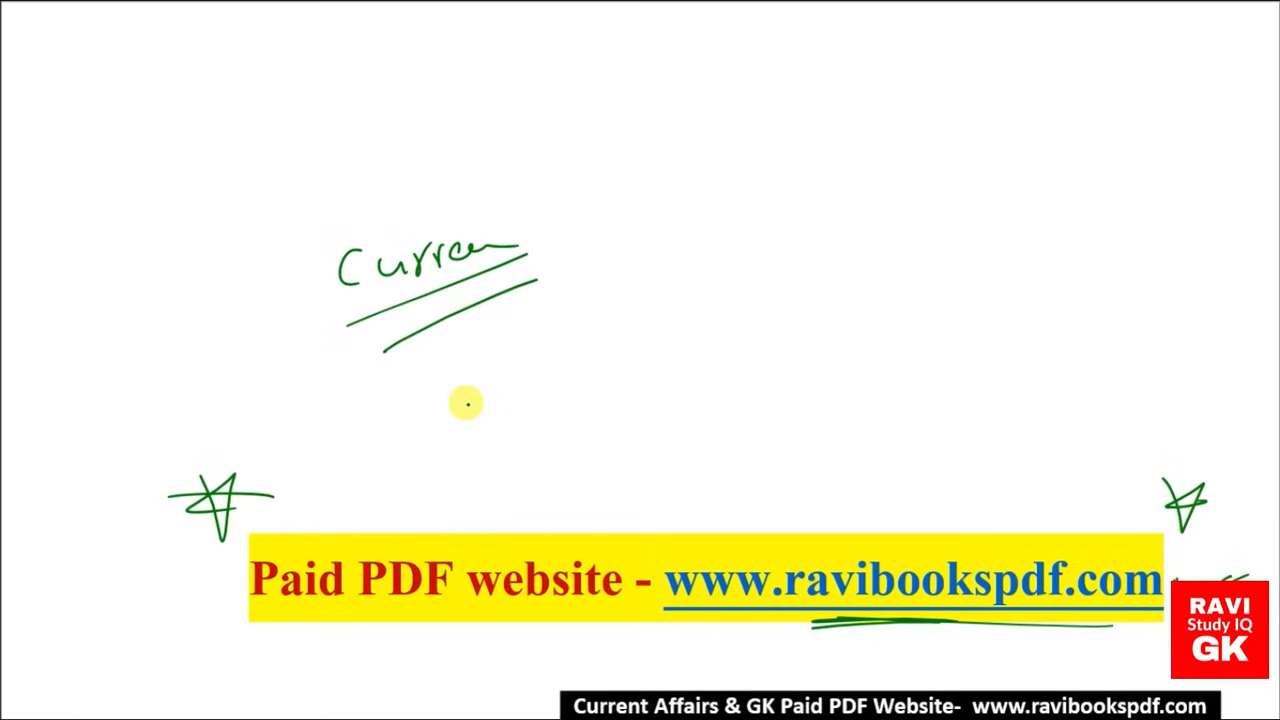 Curren
Paid PDF website - www.ravibookspdf.com
RAVI
Study IQ
GK
Current Affairs & GK Paid PDF Website- www.ravibookspdf.com